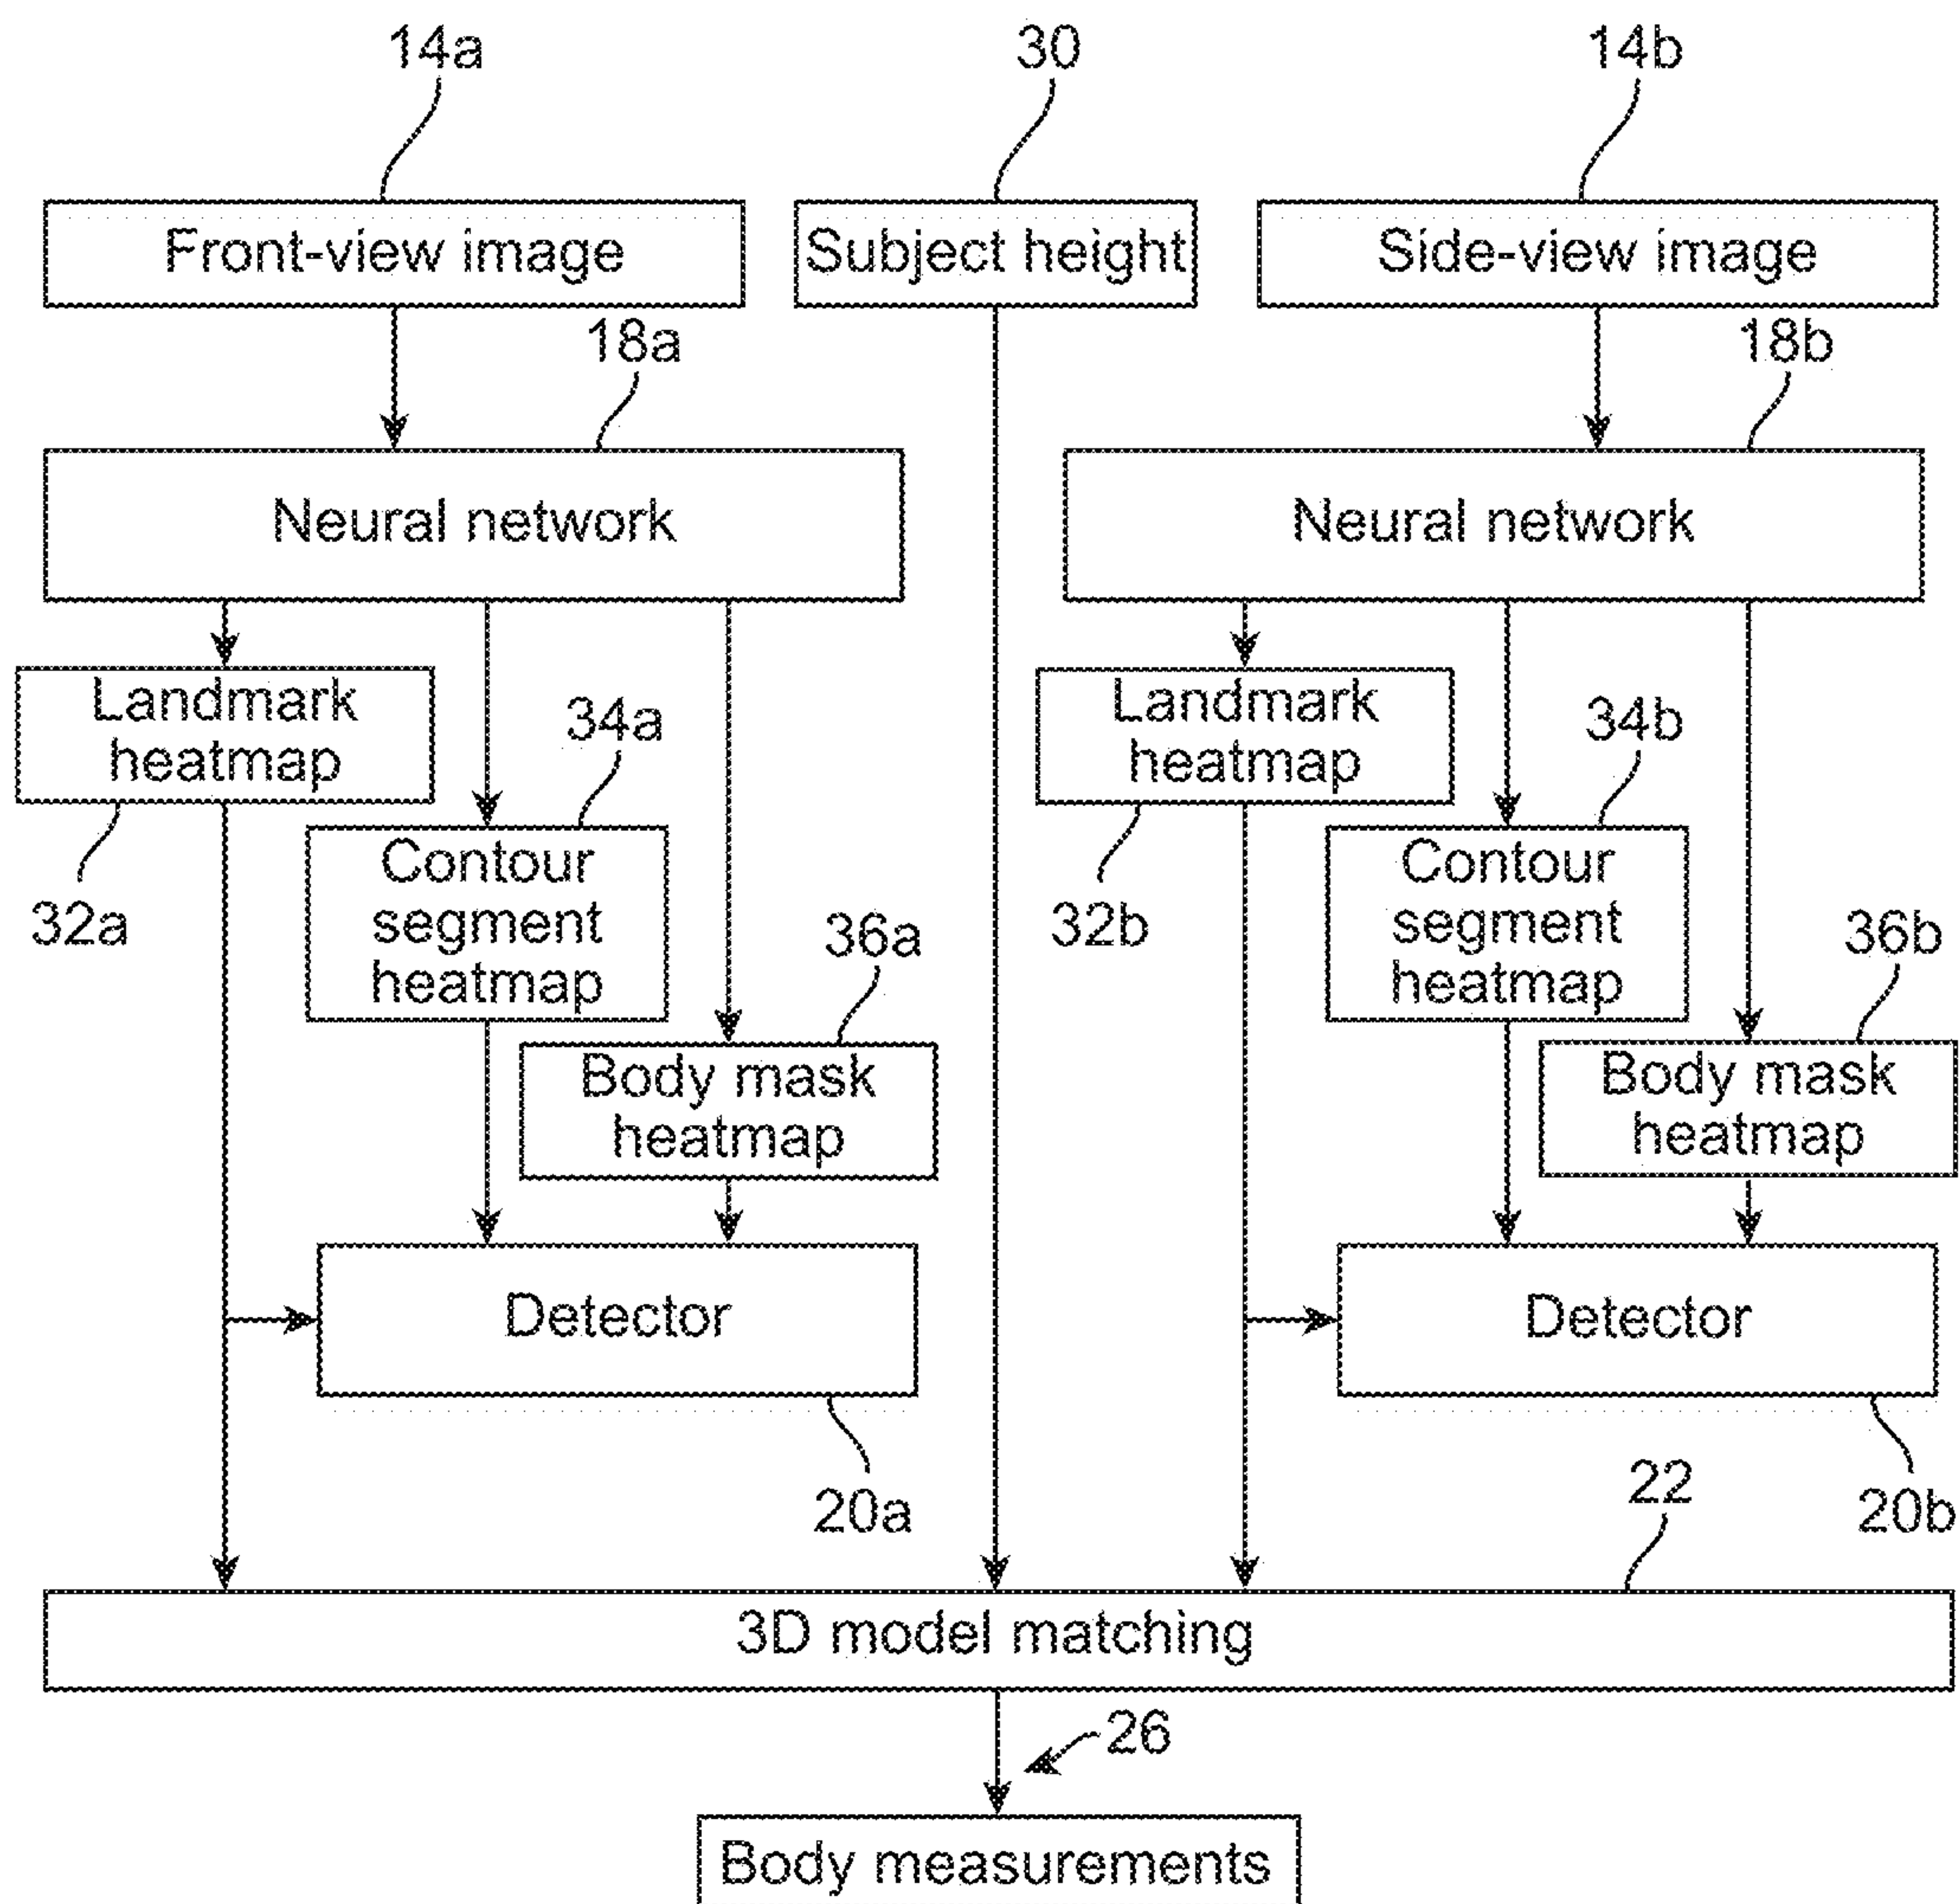 14a
30
14b
Front-view image
Subject height
Side-view image
18a
18b
Neural network
Neural network
Landmark
heatmap
34a
Landmark
heatmap
34b
32a
Contour
segment
heatmap
36a
32b
Contour
segment
heatmap
36b
Body mask
heatmap
Body mask
heatmap
Detector
Detector
20a
22
20b
3D model matching
26
Body measurements